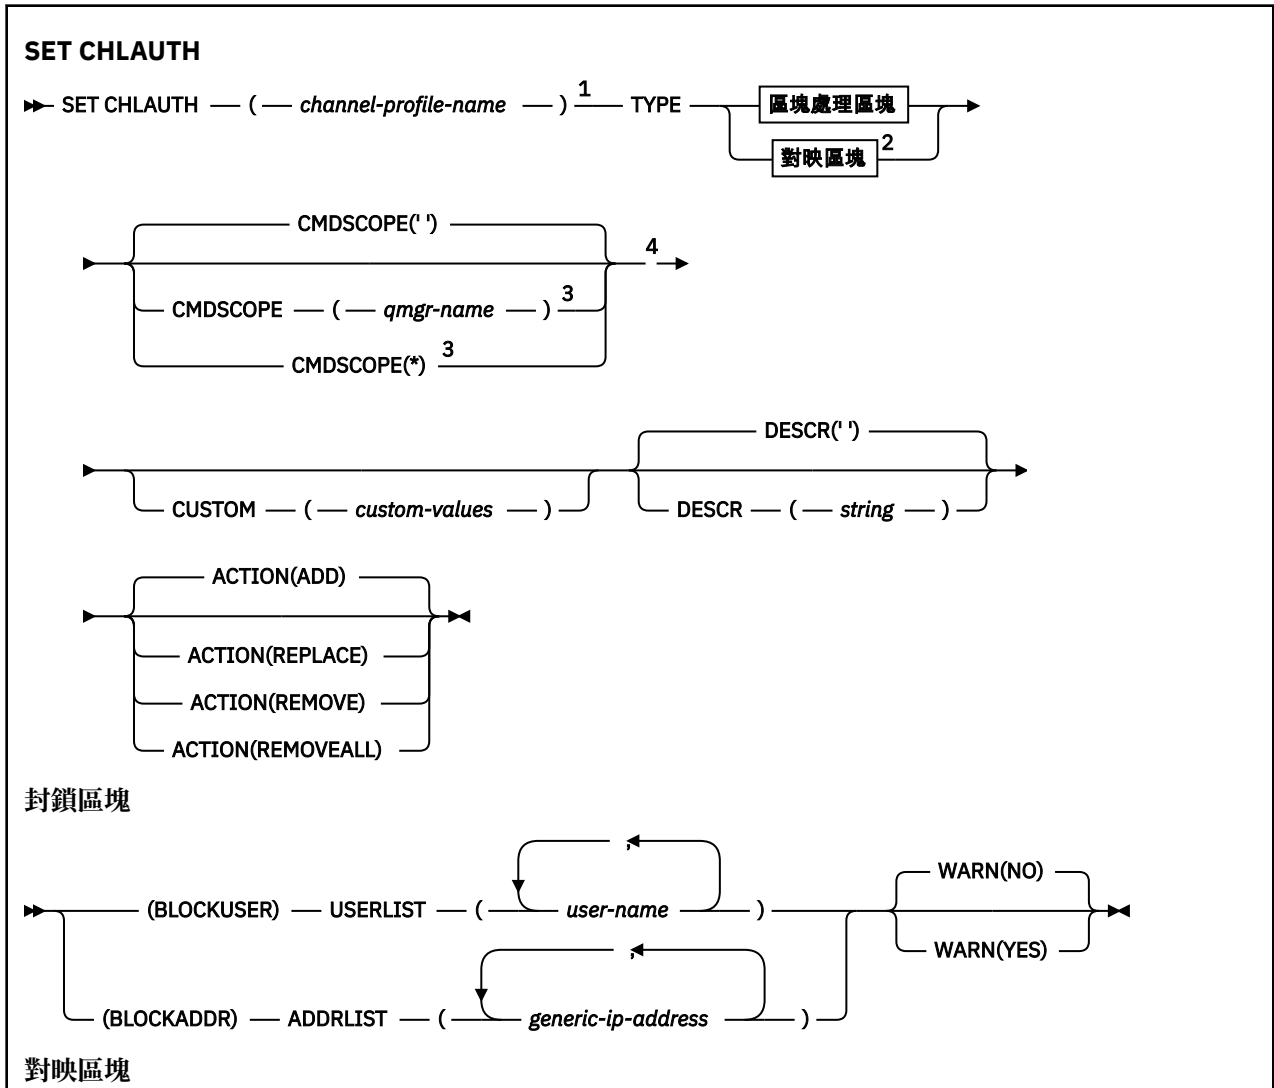 SET CHLAUTH
SET CHLAUTH ( channel-profile-name ) 1 TYPE 區塊處理區塊
對映區塊 2
CMDSCOPE(' ')
4
CMDSCOPE ( qmgr-name ) 3
CMDSCOPE(*) 3
DESCR(' ')
CUSTOM ( custom-values ) DESCR ( string )
ACTION(ADD)
ACTION(REPLACE)
ACTION(REMOVE)
ACTION(REMOVEALL)
封鎖區塊
,
WARN(NO)
(BLOCKUSER) USERLIST ( user-name )
WARN(YES)
,
(BLOCKADDR) ADDRLIST ( generic-ip-address )
對映區塊